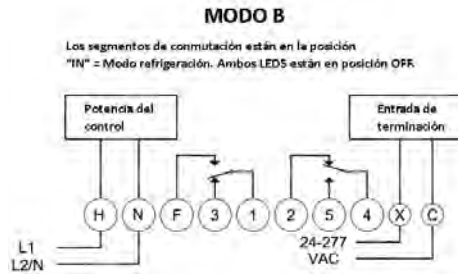 MODO B
Los segmentos de conmutación están en la posición
"IN" = Modo refrigeración. Ambos LEDS están en posición OFF.
Potencia del
control
Entrada de
terminación
H N F 3 1 2 5 4 X C
L1
L2/N
24-277
VAC